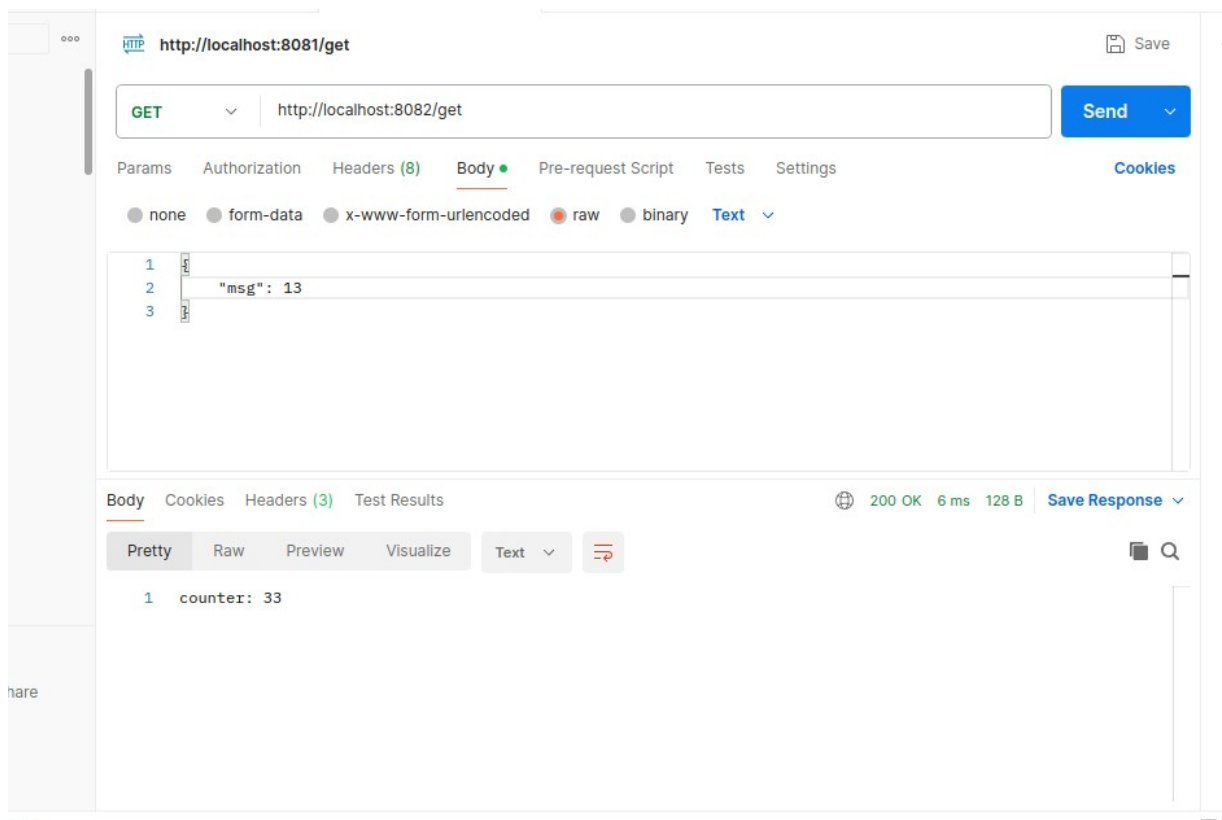 HTTP http://localhost:8081/get Save
GET http://localhost:8082/get Send
Params Authorization Headers (8) Body Pre-request Script Tests Settings Cookies
none form-data x-www-form-urlencoded raw binary Text
1 {
2 "msg": 13
3 }
Body Cookies Headers (3) Test Results 200 OK 6 ms 128 B Save Response
Pretty Raw Preview Visualize Text
1 counter: 33
hare